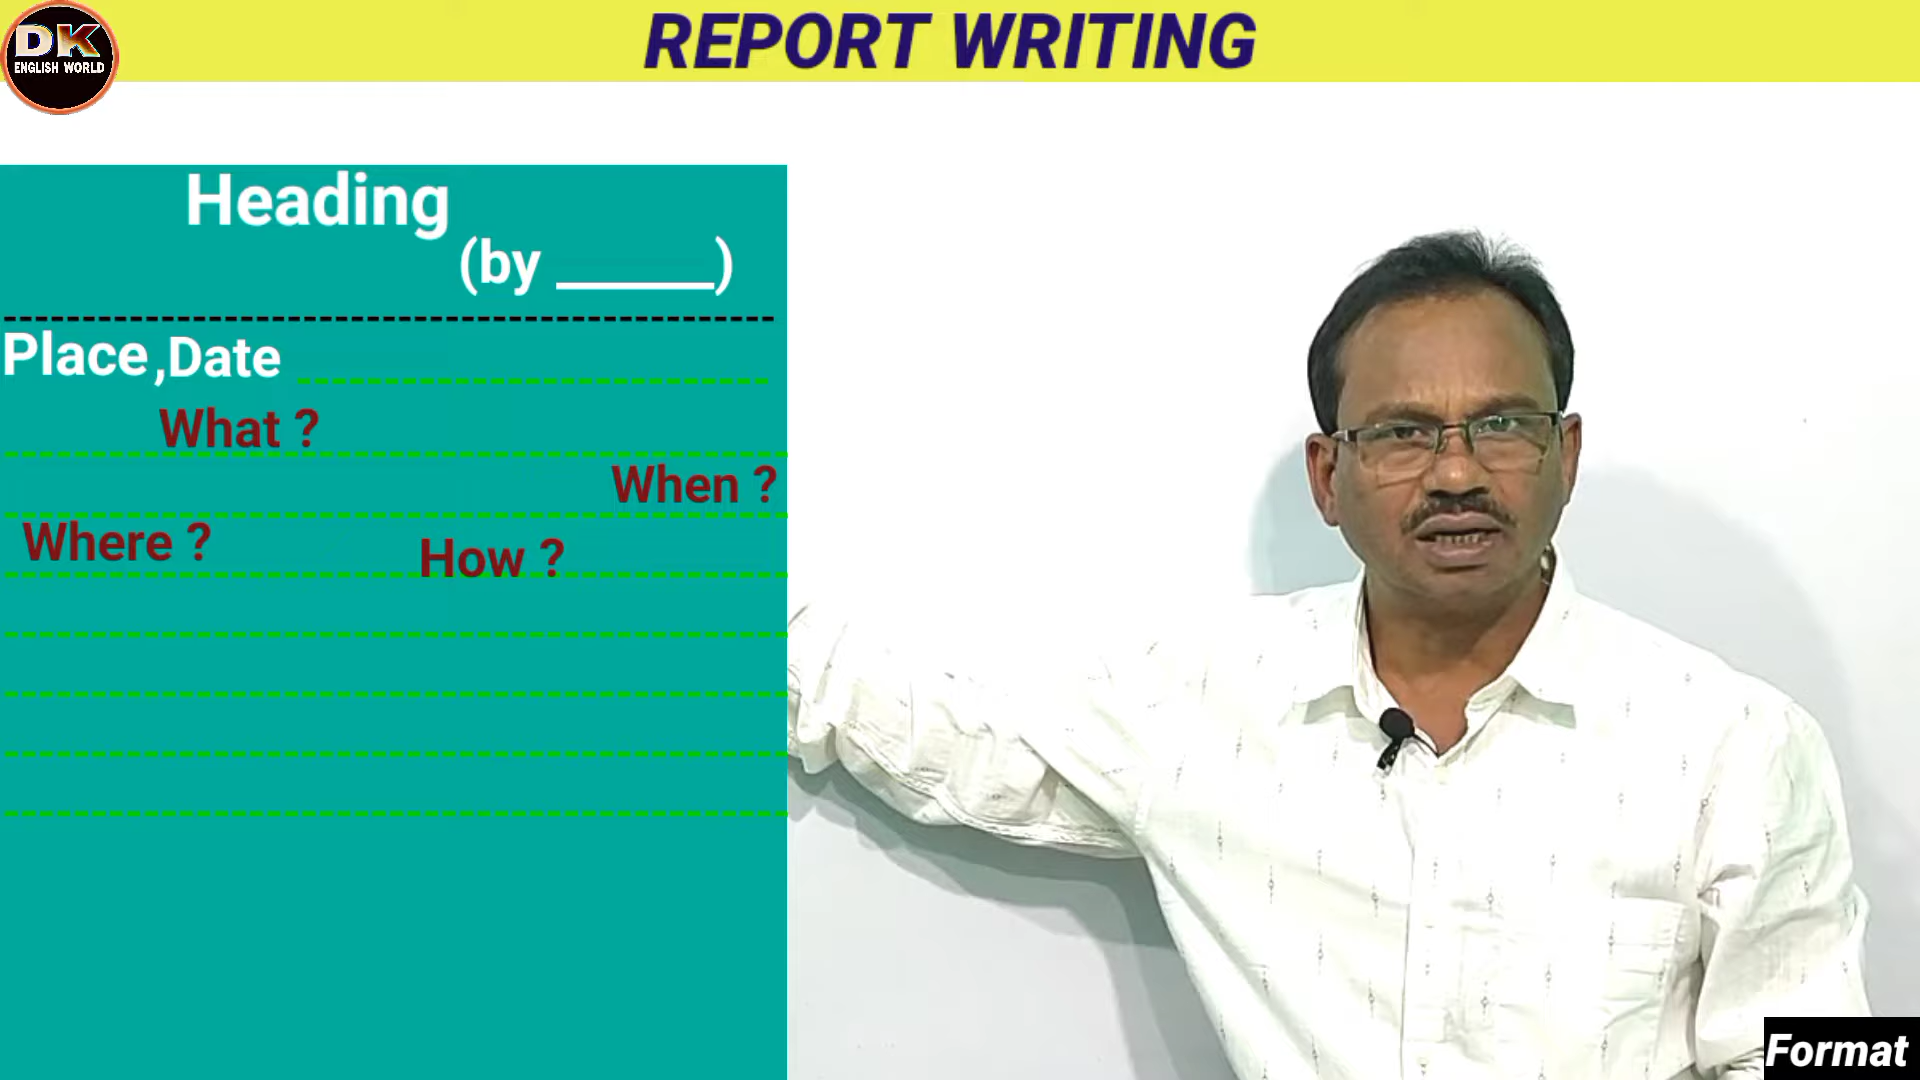 REPORT WRITING
DK
ENGLISH WORLD
Heading
(by ______)
Place, Date
What ?
When ?
Where ?
How ?
Format